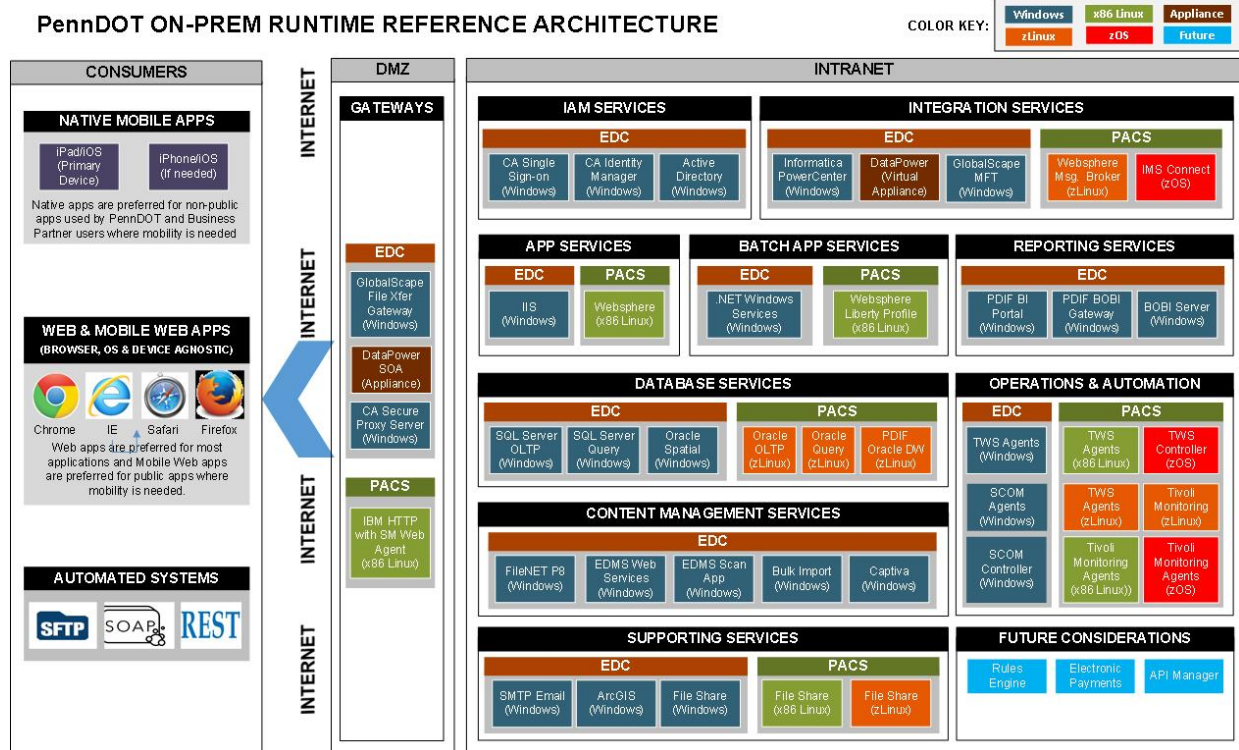 PennDOT ON-PREM RUNTIME REFERENCE ARCHITECTURE
COLOR KEY:
Windows
x86 Linux
Appliance
zLinux
zOS
Future
CONSUMERS
NATIVE MOBILE APPS
iPad/iOS
(Primary
Device)
iPhone/iOS
(If needed)
Native apps are preferred for non-public
apps used by PennDOT and Business
Partner users where mobility is needed
WEB & MOBILE WEB APPS
(BROWSER, OS & DEVICE AGNOSTIC)
Chrome
IE
Safari
Firefox
Web apps are preferred for most
applications and Mobile Web apps
are preferred for public apps where
mobility is needed.
AUTOMATED SYSTEMS
SFTP
SOAP
REST
INTERNET
INTERNET
INTERNET
INTERNET
DMZ
GATEWAYS
EDC
GlobalScape
File Xfer
Gateway
(Windows)
DataPower
SOA
(Appliance)
CA Secure
Proxy Server
(Windows)
PACS
IBM HTTP
with SM Web
Agent
(x86 Linux)
INTRANET
IAM SERVICES
EDC
CA Single
Sign-on
(Windows)
CA Identity
Manager
(Windows)
Active
Directory
(Windows)
INTEGRATION SERVICES
EDC
Informatica
PowerCenter
(Windows)
DataPower
(Virtual
Appliance)
GlobalScape
MFT
(Windows)
PACS
Websphere
Msg. Broker
(zLinux)
IMS Connect
(zOS)
APP SERVICES
EDC
IIS
(Windows)
PACS
Websphere
(x86 Linux)
BATCH APP SERVICES
EDC
.NET Windows
Services
(Windows)
PACS
Websphere
Liberty Profile
(x86 Linux)
REPORTING SERVICES
EDC
PDIF BI
Portal
(Windows)
PDIF BOBI
Gateway
(Windows)
BOBI Server
(Windows)
DATABASE SERVICES
EDC
SQL Server
OLTP
(Windows)
SQL Server
Query
(Windows)
Oracle
Spatial
(Windows)
PACS
Oracle
OLTP
(zLinux)
Oracle
Query
(zLinux)
PDIF
Oracle DW
(zLinux)
OPERATIONS & AUTOMATION
EDC
TWS Agents
(Windows)
SCOM
Agents
(Windows)
SCOM
Controller
(Windows)
PACS
TWS
Agents
(x86 Linux)
TWS
Controller
(zOS)
TWS
Agents
(zLinux)
Tivoli
Monitoring
(zLinux)
Tivoli
Monitoring
Agents
(x86 Linux))
Tivoli
Monitoring
Agents
(zOS)
CONTENT MANAGEMENT SERVICES
EDC
FileNET P8
(Windows)
EDMS Web
Services
(Windows)
EDMS Scan
App
(Windows)
Bulk Import
(Windows)
Captiva
(Windows)
SUPPORTING SERVICES
EDC
SMTP Email
(Windows)
ArcGIS
(Windows)
File Share
(Windows)
PACS
File Share
(x86 Linux)
File Share
(zLinux)
FUTURE CONSIDERATIONS
Rules
Engine
Electronic
Payments
API Manager